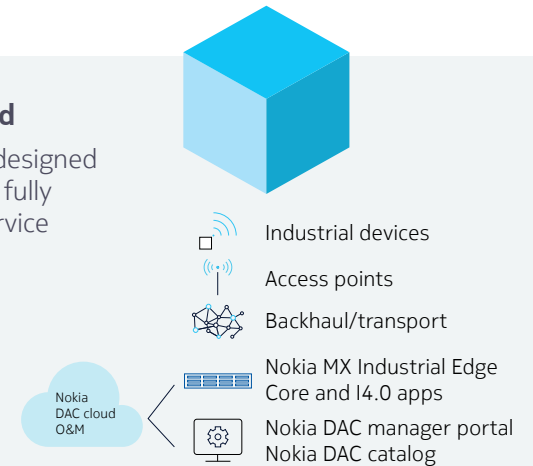 d
designed
fully
rvice
Industrial devices
Access points
Backhaul/transport
Nokia MX Industrial Edge
Core and I4.0 apps
Nokia
DAC cloud
O&M
Nokia DAC manager portal
Nokia DAC catalog